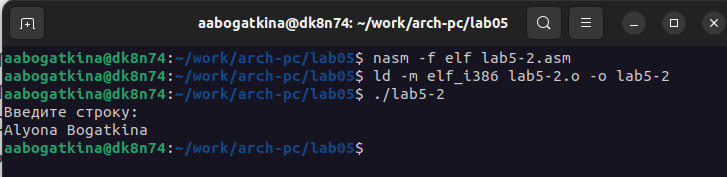 aabogatkina@dk8n74: ~/work/arch-pc/lab05
aabogatkina@dk8n74:~/work/arch-pc/lab05$ nasm -f elf lab5-2.asm
aabogatkina@dk8n74:~/work/arch-pc/lab05$ ld -m elf_i386 lab5-2.o -o lab5-2
aabogatkina@dk8n74:~/work/arch-pc/lab05$ ./lab5-2
Введите строку:
Alyona Bogatkina
aabogatkina@dk8n74:~/work/arch-pc/lab05$